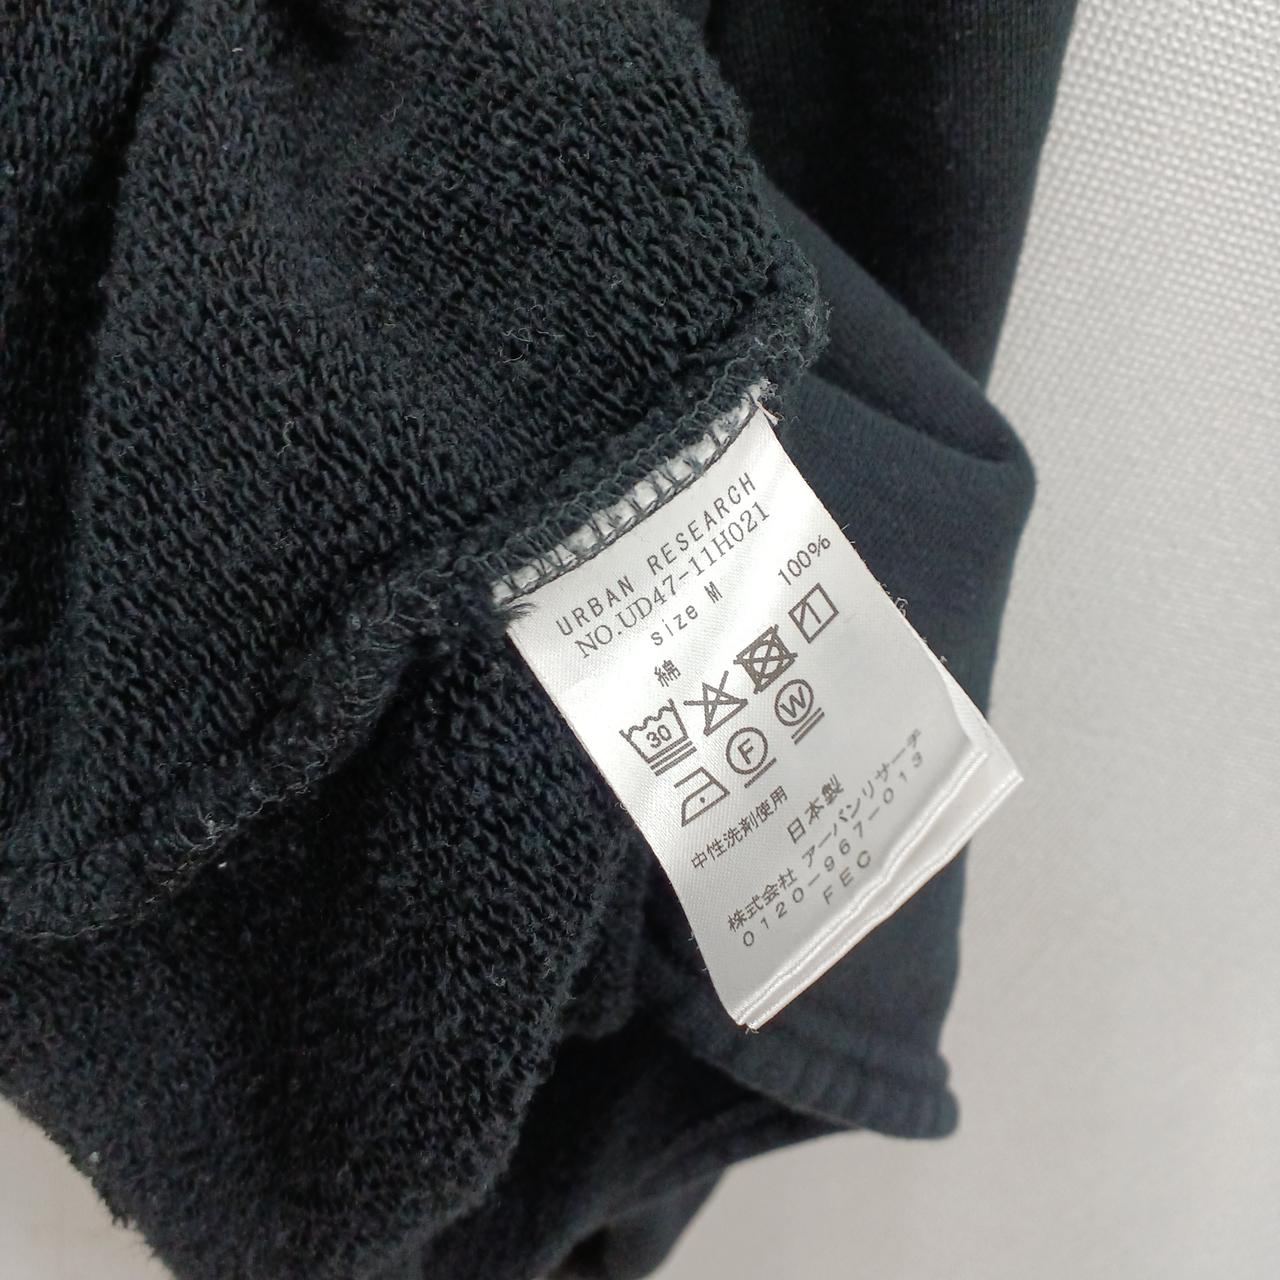 URBAN RESEARCH
NO.UD47-11H021
size M
綿 100%
30
F W
中性洗剤使用
日本製
株式会社 アーバンリサーチ
0120-967-013
FEC